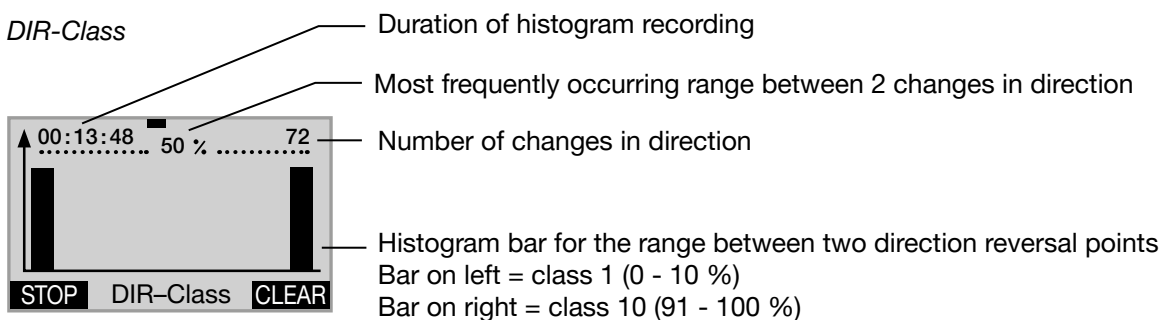 DIR-Class
Duration of histogram recording
Most frequently occurring range between 2 changes in direction
00:13:48 50 % 72
Number of changes in direction
Histogram bar for the range between two direction reversal points
Bar on left = class 1 (0 - 10 %)
Bar on right = class 10 (91 - 100 %)
STOP DIR–Class CLEAR